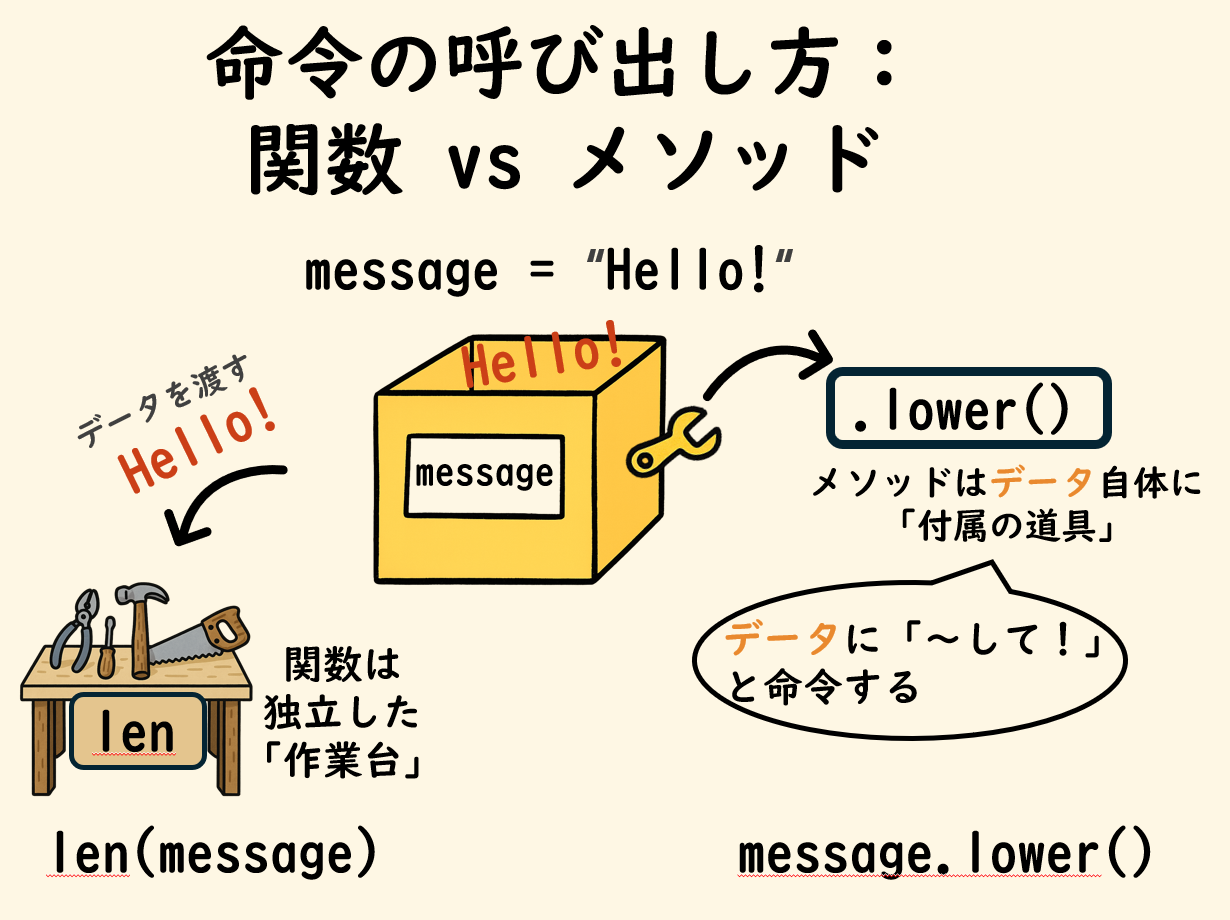 命令の呼び出し方：
関数 vs メソッド
message = “Hello!“
データを渡す
Hello!
Hello!
message
.lower()
メソッドはデータ自体に
「付属の道具」
データに「～して！」
と命令する
len
関数は
独立した
「作業台」
len(message)
message.lower()